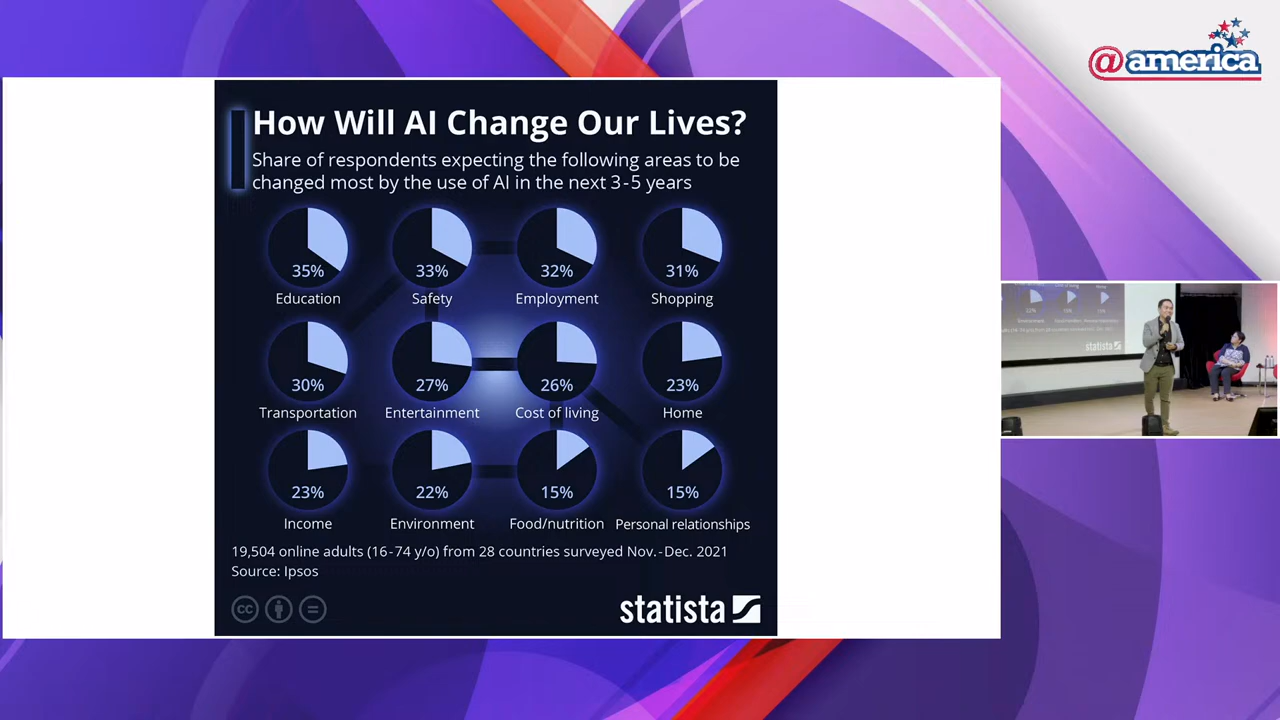 @america
How Will AI Change Our Lives?
Share of respondents expecting the following areas to be
changed most by the use of AI in the next 3-5 years
35% 33% 32% 31%
Education Safety Employment Shopping
30% 27% 26% 23%
Transportation Entertainment Cost of living Home
23% 22% 15% 15%
Income Environment Food/nutrition Personal relationships
19,504 online adults (16-74 y/o) from 28 countries surveyed Nov.-Dec. 2021
Source: Ipsos
cc
statista
statista